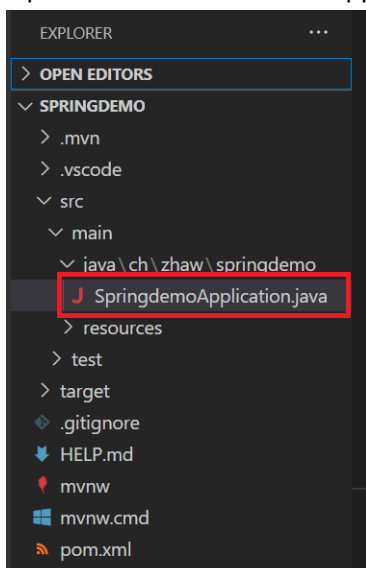 EXPLORER ...
> OPEN EDITORS
SPRINGDEMO
> .mvn
> .vscode
src
main
java\ch\zhaw\springdemo
J SpringdemoApplication.java
> resources
> test
> target
.gitignore
HELP.md
mvnw
mvnw.cmd
pom.xml